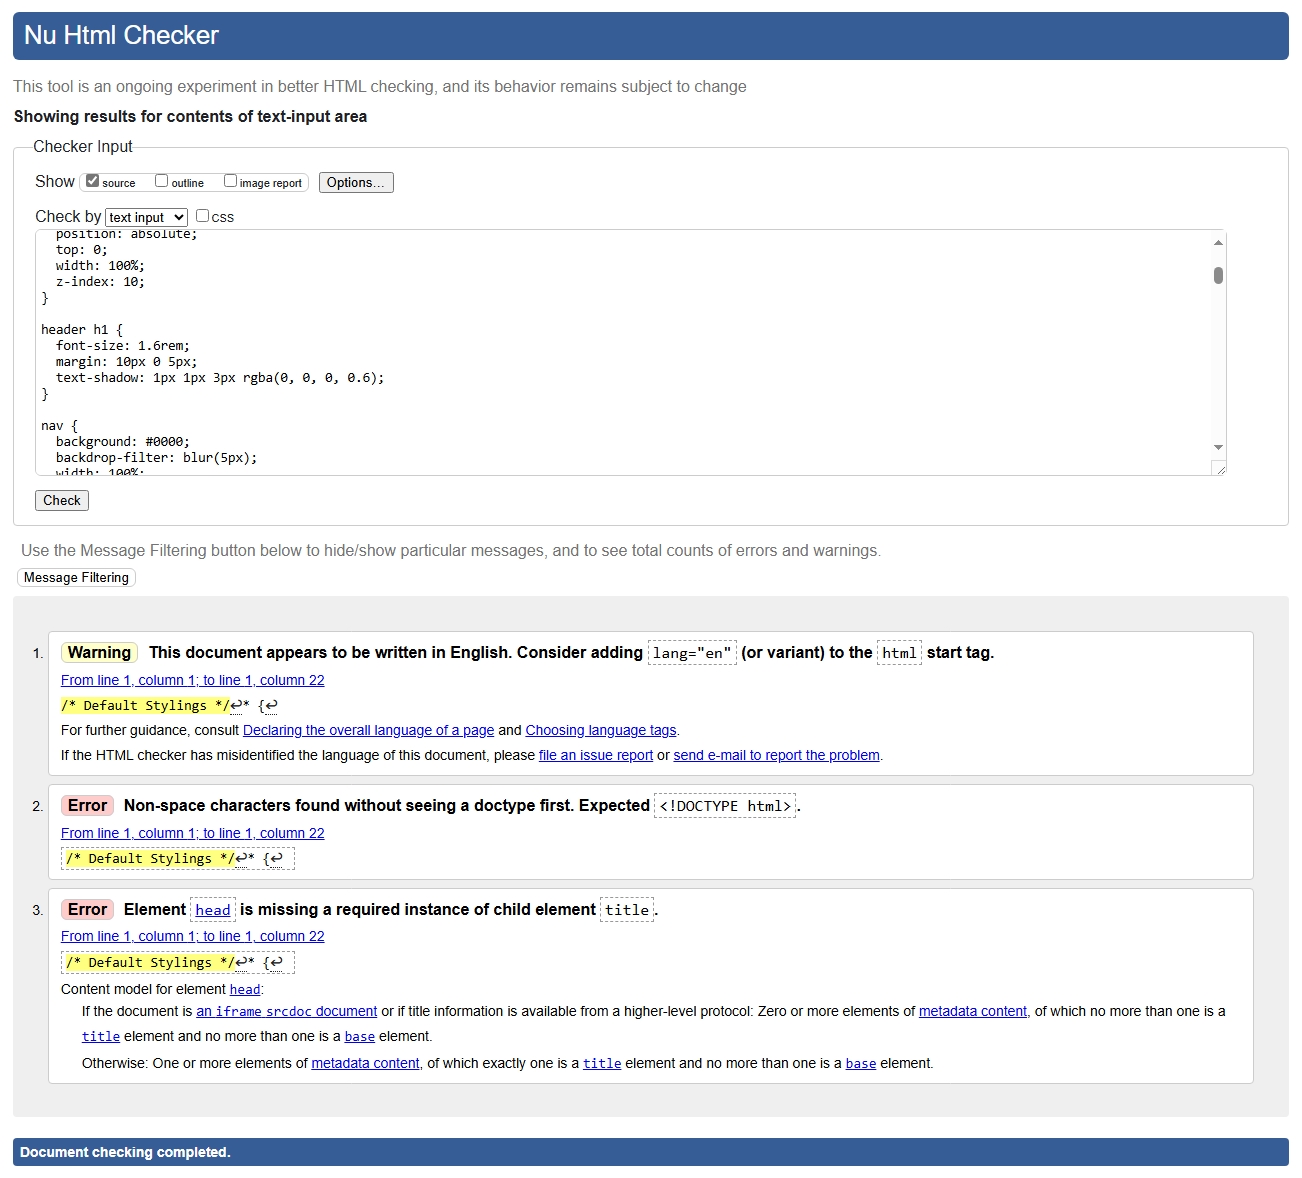 Nu Html Checker
This tool is an ongoing experiment in better HTML checking, and its behavior remains subject to change
Showing results for contents of text-input area
Checker Input
Show source outline image report Options...
Check by text input css
position: absolute;
top: 0;
width: 100%;
z-index: 10;
}
header h1 {
font-size: 1.6rem;
margin: 10px 0 5px;
text-shadow: 1px 1px 3px rgba(0, 0, 0, 0.6);
}
nav {
background: #0000;
backdrop-filter: blur(5px);
width: 100%;
Check
Use the Message Filtering button below to hide/show particular messages, and to see total counts of errors and warnings.
Message Filtering
1. Warning This document appears to be written in English. Consider adding lang="en" (or variant) to the html start tag.
From line 1, column 1; to line 1, column 22
/* Default Stylings */↩* {↩
For further guidance, consult Declaring the overall language of a page and Choosing language tags.
If the HTML checker has misidentified the language of this document, please file an issue report or send e-mail to report the problem.
2. Error Non-space characters found without seeing a doctype first. Expected <!DOCTYPE html>.
From line 1, column 1; to line 1, column 22
/* Default Stylings */↩* {↩
3. Error Element head is missing a required instance of child element title.
From line 1, column 1; to line 1, column 22
/* Default Stylings */↩* {↩
Content model for element head:
If the document is an iframe srcdoc document or if title information is available from a higher-level protocol: Zero or more elements of metadata content, of which no more than one is a
title element and no more than one is a base element.
Otherwise: One or more elements of metadata content, of which exactly one is a title element and no more than one is a base element.
Document checking completed.